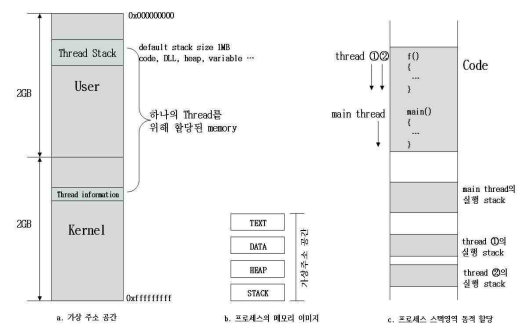 0x000000000
Thread Stack
default stack size 1MB
code, DLL, heap, variable …
User
2GB
하나의 Thread를
위해 할당된 memory
Thread information
2GB
Kernel
0xffffffff
a. 가상 주소 공간
TEXT
DATA
HEAP
STACK
가상주소 공간
b. 프로세스의 메모리 이미지
thread ①②
f()
{
…
}
Code
main thread
main()
{
…
}
main thread의
실행 stack
thread ①의
실행 stack
thread ②의
실행 stack
c. 프로세스 스택영역 동적 할당